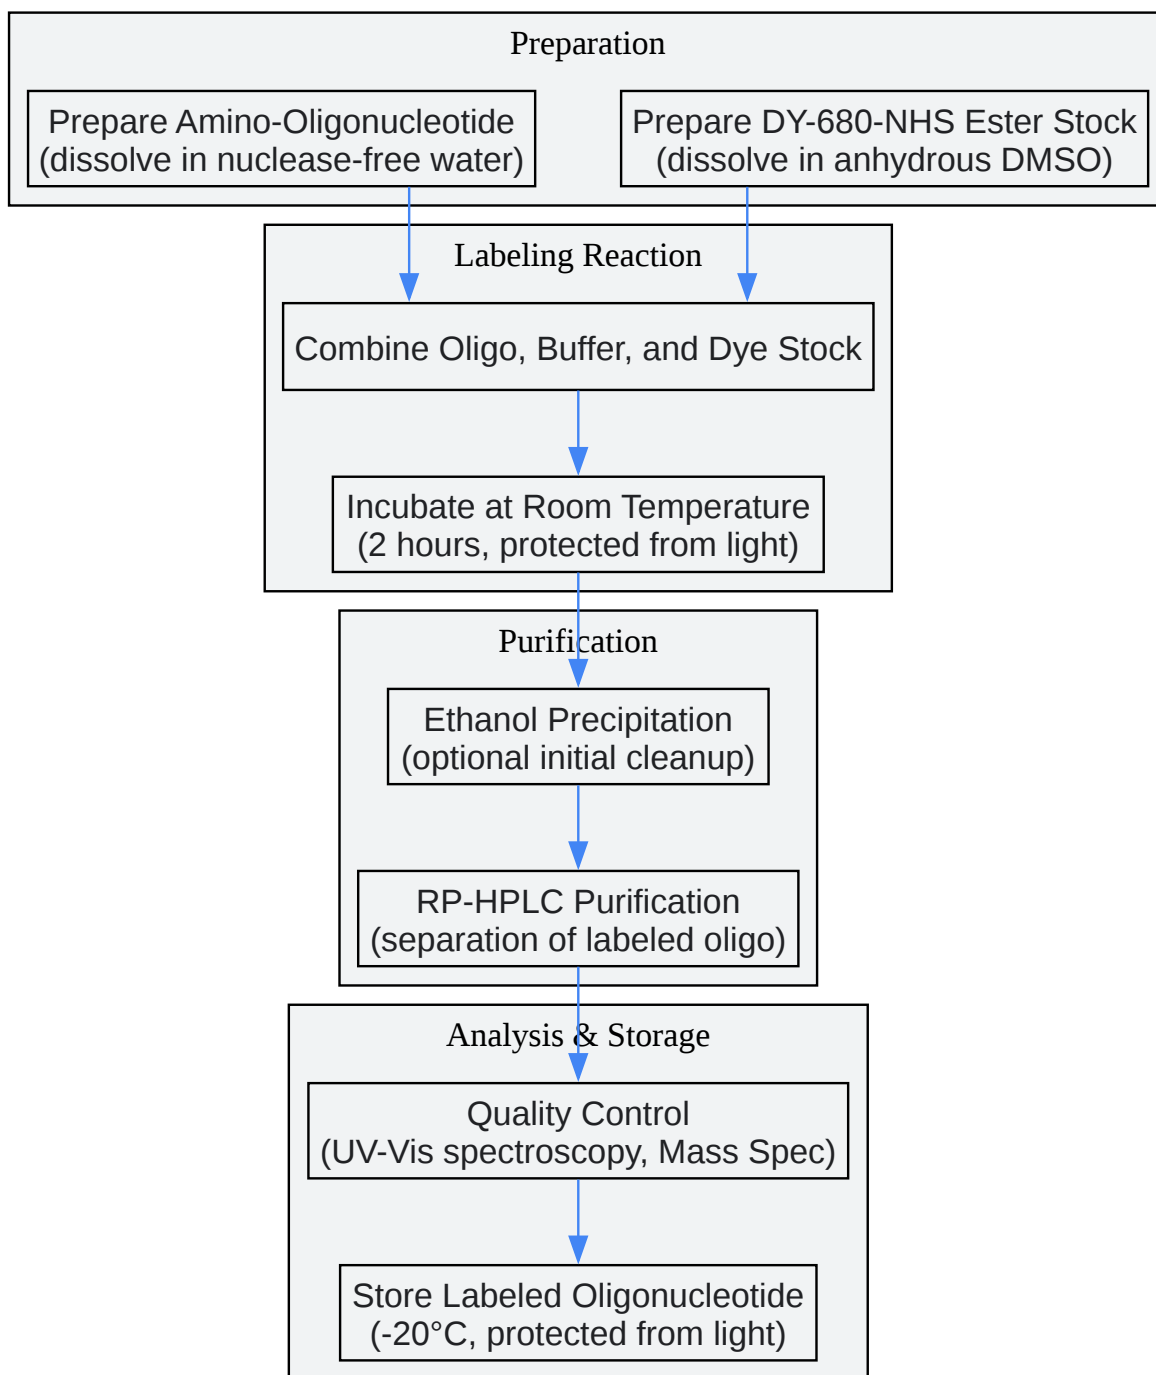 Preparation
Prepare Amino-Oligonucleotide
(dissolve in nuclease-free water)
Prepare DY-680-NHS Ester Stock
(dissolve in anhydrous DMSO)
Labeling Reaction
Combine Oligo, Buffer, and Dye Stock
Incubate at Room Temperature
(2 hours, protected from light)
Purification
Ethanol Precipitation
(optional initial cleanup)
RP-HPLC Purification
(separation of labeled oligo)
Analysis & Storage
Quality Control
(UV-Vis spectroscopy, Mass Spec)
Store Labeled Oligonucleotide
(-20°C, protected from light)